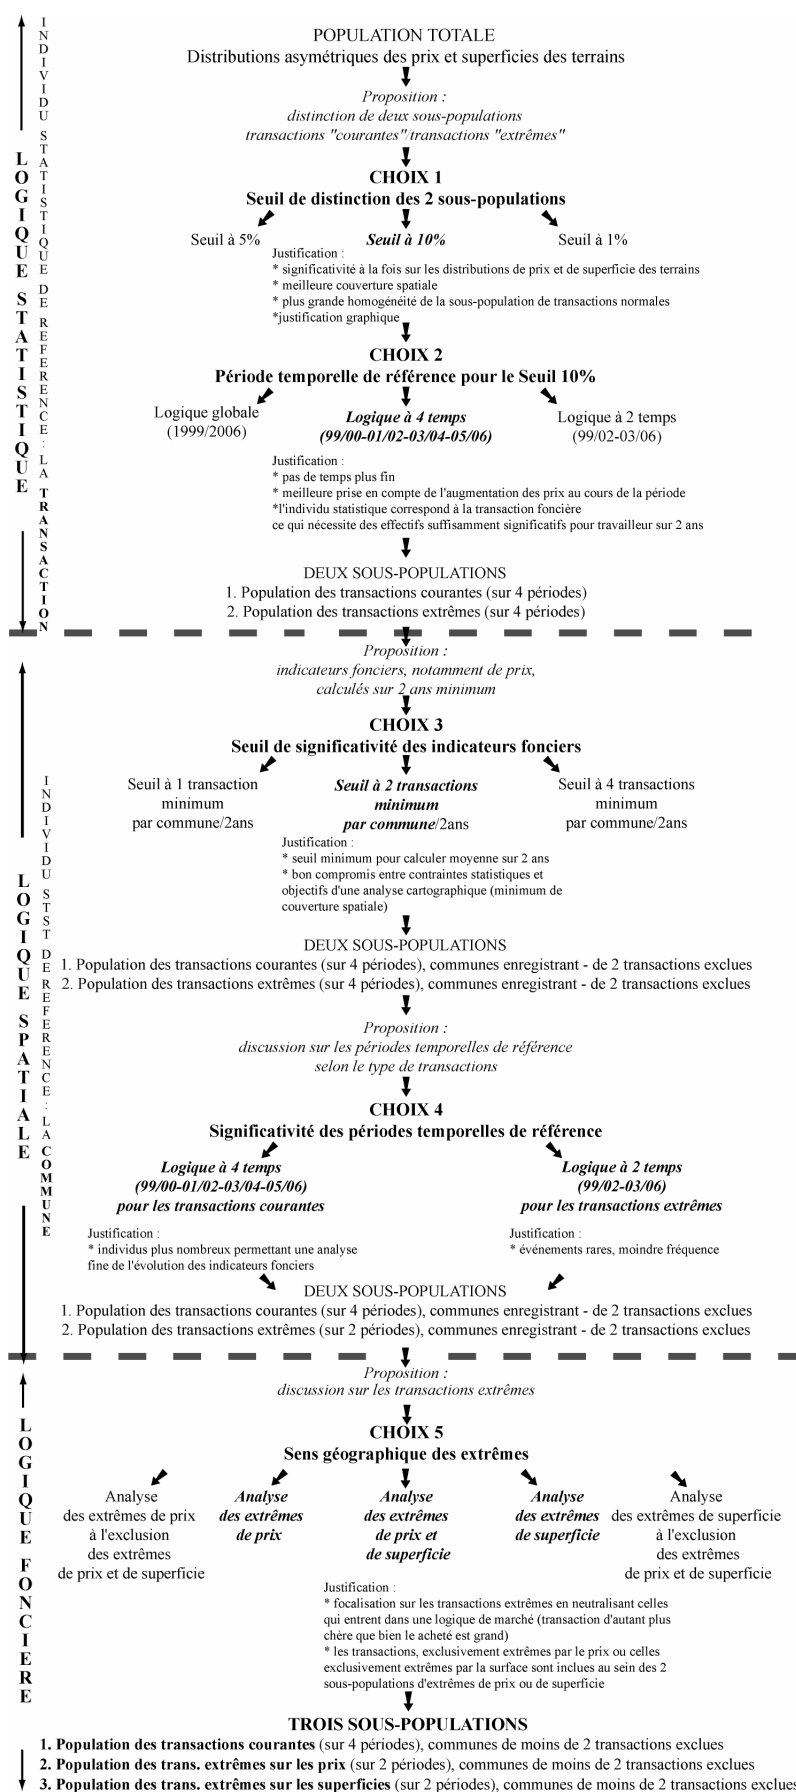 POPULATION TOTALE
Distributions asymétriques des prix et superficies des terrains
Proposition :
distinction de deux sous-populations
transactions "courantes"/transactions "extrêmes"
CHOIX 1
Seuil de distinction des 2 sous-populations
Seuil à 5%
Seuil à 10%
Seuil à 1%
Justification :
* significativité à la fois sur les distributions de prix et de superficie des terrains
* meilleure couverture spatiale
* plus grande homogénéité de la sous-population de transactions normales
*justification graphique
CHOIX 2
Période temporelle de référence pour le Seuil 10%
Logique globale
(1999/2006)
Logique à 4 temps
(99/00-01/02-03/04-05/06)
Logique à 2 temps
(99/02-03/06)
Justification :
* pas de temps plus fin
* meilleure prise en compte de l'augmentation des prix au cours de la période
*l'individu statistique correspond à la transaction foncière
ce qui nécessite des effectifs suffisamment significatifs pour travailleur sur 2 ans
DEUX SOUS-POPULATIONS
1. Population des transactions courantes (sur 4 périodes)
2. Population des transactions extrêmes (sur 4 périodes)
LOGIQUE STATISTIQUE
INDIVIDU STATISTIQUE DE REFERENCE : LA TRANSACTION
Proposition :
indicateurs fonciers, notamment de prix,
calculés sur 2 ans minimum
CHOIX 3
Seuil de significativité des indicateurs fonciers
Seuil à 1 transaction
minimum
par commune/2ans
Seuil à 2 transactions
minimum
par commune/2ans
Seuil à 4 transactions
minimum
par commune/2ans
Justification :
* seuil minimum pour calculer moyenne sur 2 ans
* bon compromis entre contraintes statistiques et
objectifs d'une analyse cartographique (minimum de
couverture spatiale)
DEUX SOUS-POPULATIONS
1. Population des transactions courantes (sur 4 périodes), communes enregistrant - de 2 transactions exclues
2. Population des transactions extrêmes (sur 4 périodes), communes enregistrant - de 2 transactions exclues
Proposition :
discussion sur les périodes temporelles de référence
selon le type de transactions
CHOIX 4
Significativité des périodes temporelles de référence
Logique à 4 temps
(99/00-01/02-03/04-05/06)
pour les transactions courantes
Logique à 2 temps
(99/02-03/06)
pour les transactions extrêmes
Justification :
* individus plus nombreux permettant une analyse
fine de l'évolution des indicateurs fonciers
Justification :
* événements rares, moindre fréquence
DEUX SOUS-POPULATIONS
1. Population des transactions courantes (sur 4 périodes), communes enregistrant - de 2 transactions exclues
2. Population des transactions extrêmes (sur 2 périodes), communes enregistrant - de 2 transactions exclues
LOGIQUE SPATIALE
INDIVIDU STST DE REFERENCE : LA COMMUNE
Proposition :
discussion sur les transactions extrêmes
CHOIX 5
Sens géographique des extrêmes
Analyse
des extrêmes de prix
à l'exclusion
des extrêmes
de prix et de superficie
Analyse
des extrêmes
de prix
Analyse
des extrêmes
de prix et
de superficie
Analyse
des extrêmes
de superficie
Analyse
des extrêmes de superficie
à l'exclusion
des extrêmes
de prix et de superficie
Justification :
* focalisation sur les transactions extrêmes en neutralisant celles
qui entrent dans une logique de marché (transaction d'autant plus
chère que bien le acheté est grand)
* les transactions, exclusivement extrêmes par le prix ou celles
exclusivement extrêmes par la surface sont inclues au sein des 2
sous-populations d'extrêmes de prix ou de superficie
TROIS SOUS-POPULATIONS
1. Population des transactions courantes (sur 4 périodes), communes de moins de 2 transactions exclues
2. Population des trans. extrêmes sur les prix (sur 2 périodes), communes de moins de 2 transactions exclues
3. Population des trans. extrêmes sur les superficies (sur 2 périodes), communes de moins de 2 transactions exclues
LOGIQUE FONCIERE